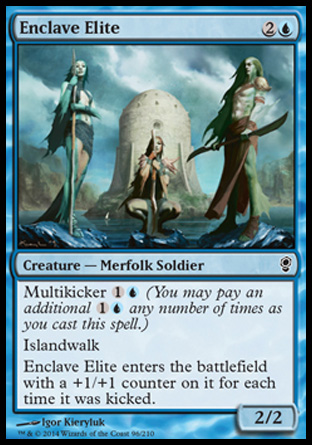 Enclave Elite 2
Creature — Merfolk Soldier
Multikicker 1 (You may pay an
additional 1 any number of times as
you cast this spell.)
Islandwalk
Enclave Elite enters the battlefield
with a +1/+1 counter on it for each
time it was kicked.
2/2
Igor Kieryluk
™ & © 2014 Wizards of the Coast 96/210